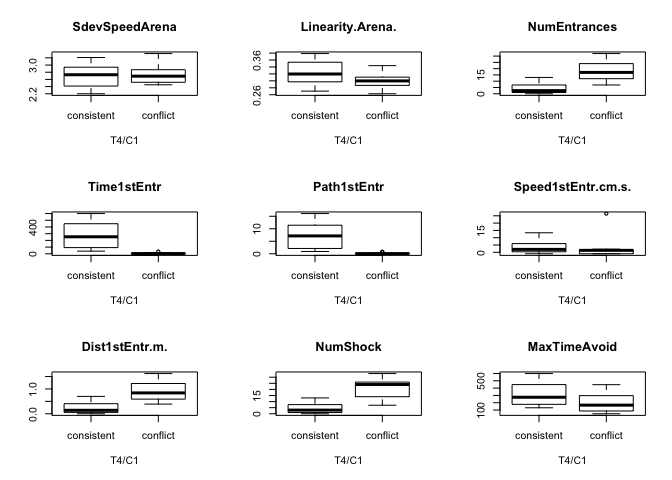 SdevSpeedArena
2.2 3.0
consistent conflict
T4/C1
Linearity.Arena.
0.26 0.36
consistent conflict
T4/C1
NumEntrances
0 15
consistent conflict
T4/C1
Time1stEntr
0 400
consistent conflict
T4/C1
Path1stEntr
0 10
consistent conflict
T4/C1
Speed1stEntr.cm.s.
0 15
consistent conflict
T4/C1
Dist1stEntr.m.
0.0 1.0
consistent conflict
T4/C1
NumShock
0 15
consistent conflict
T4/C1
MaxTimeAvoid
100 500
consistent conflict
T4/C1